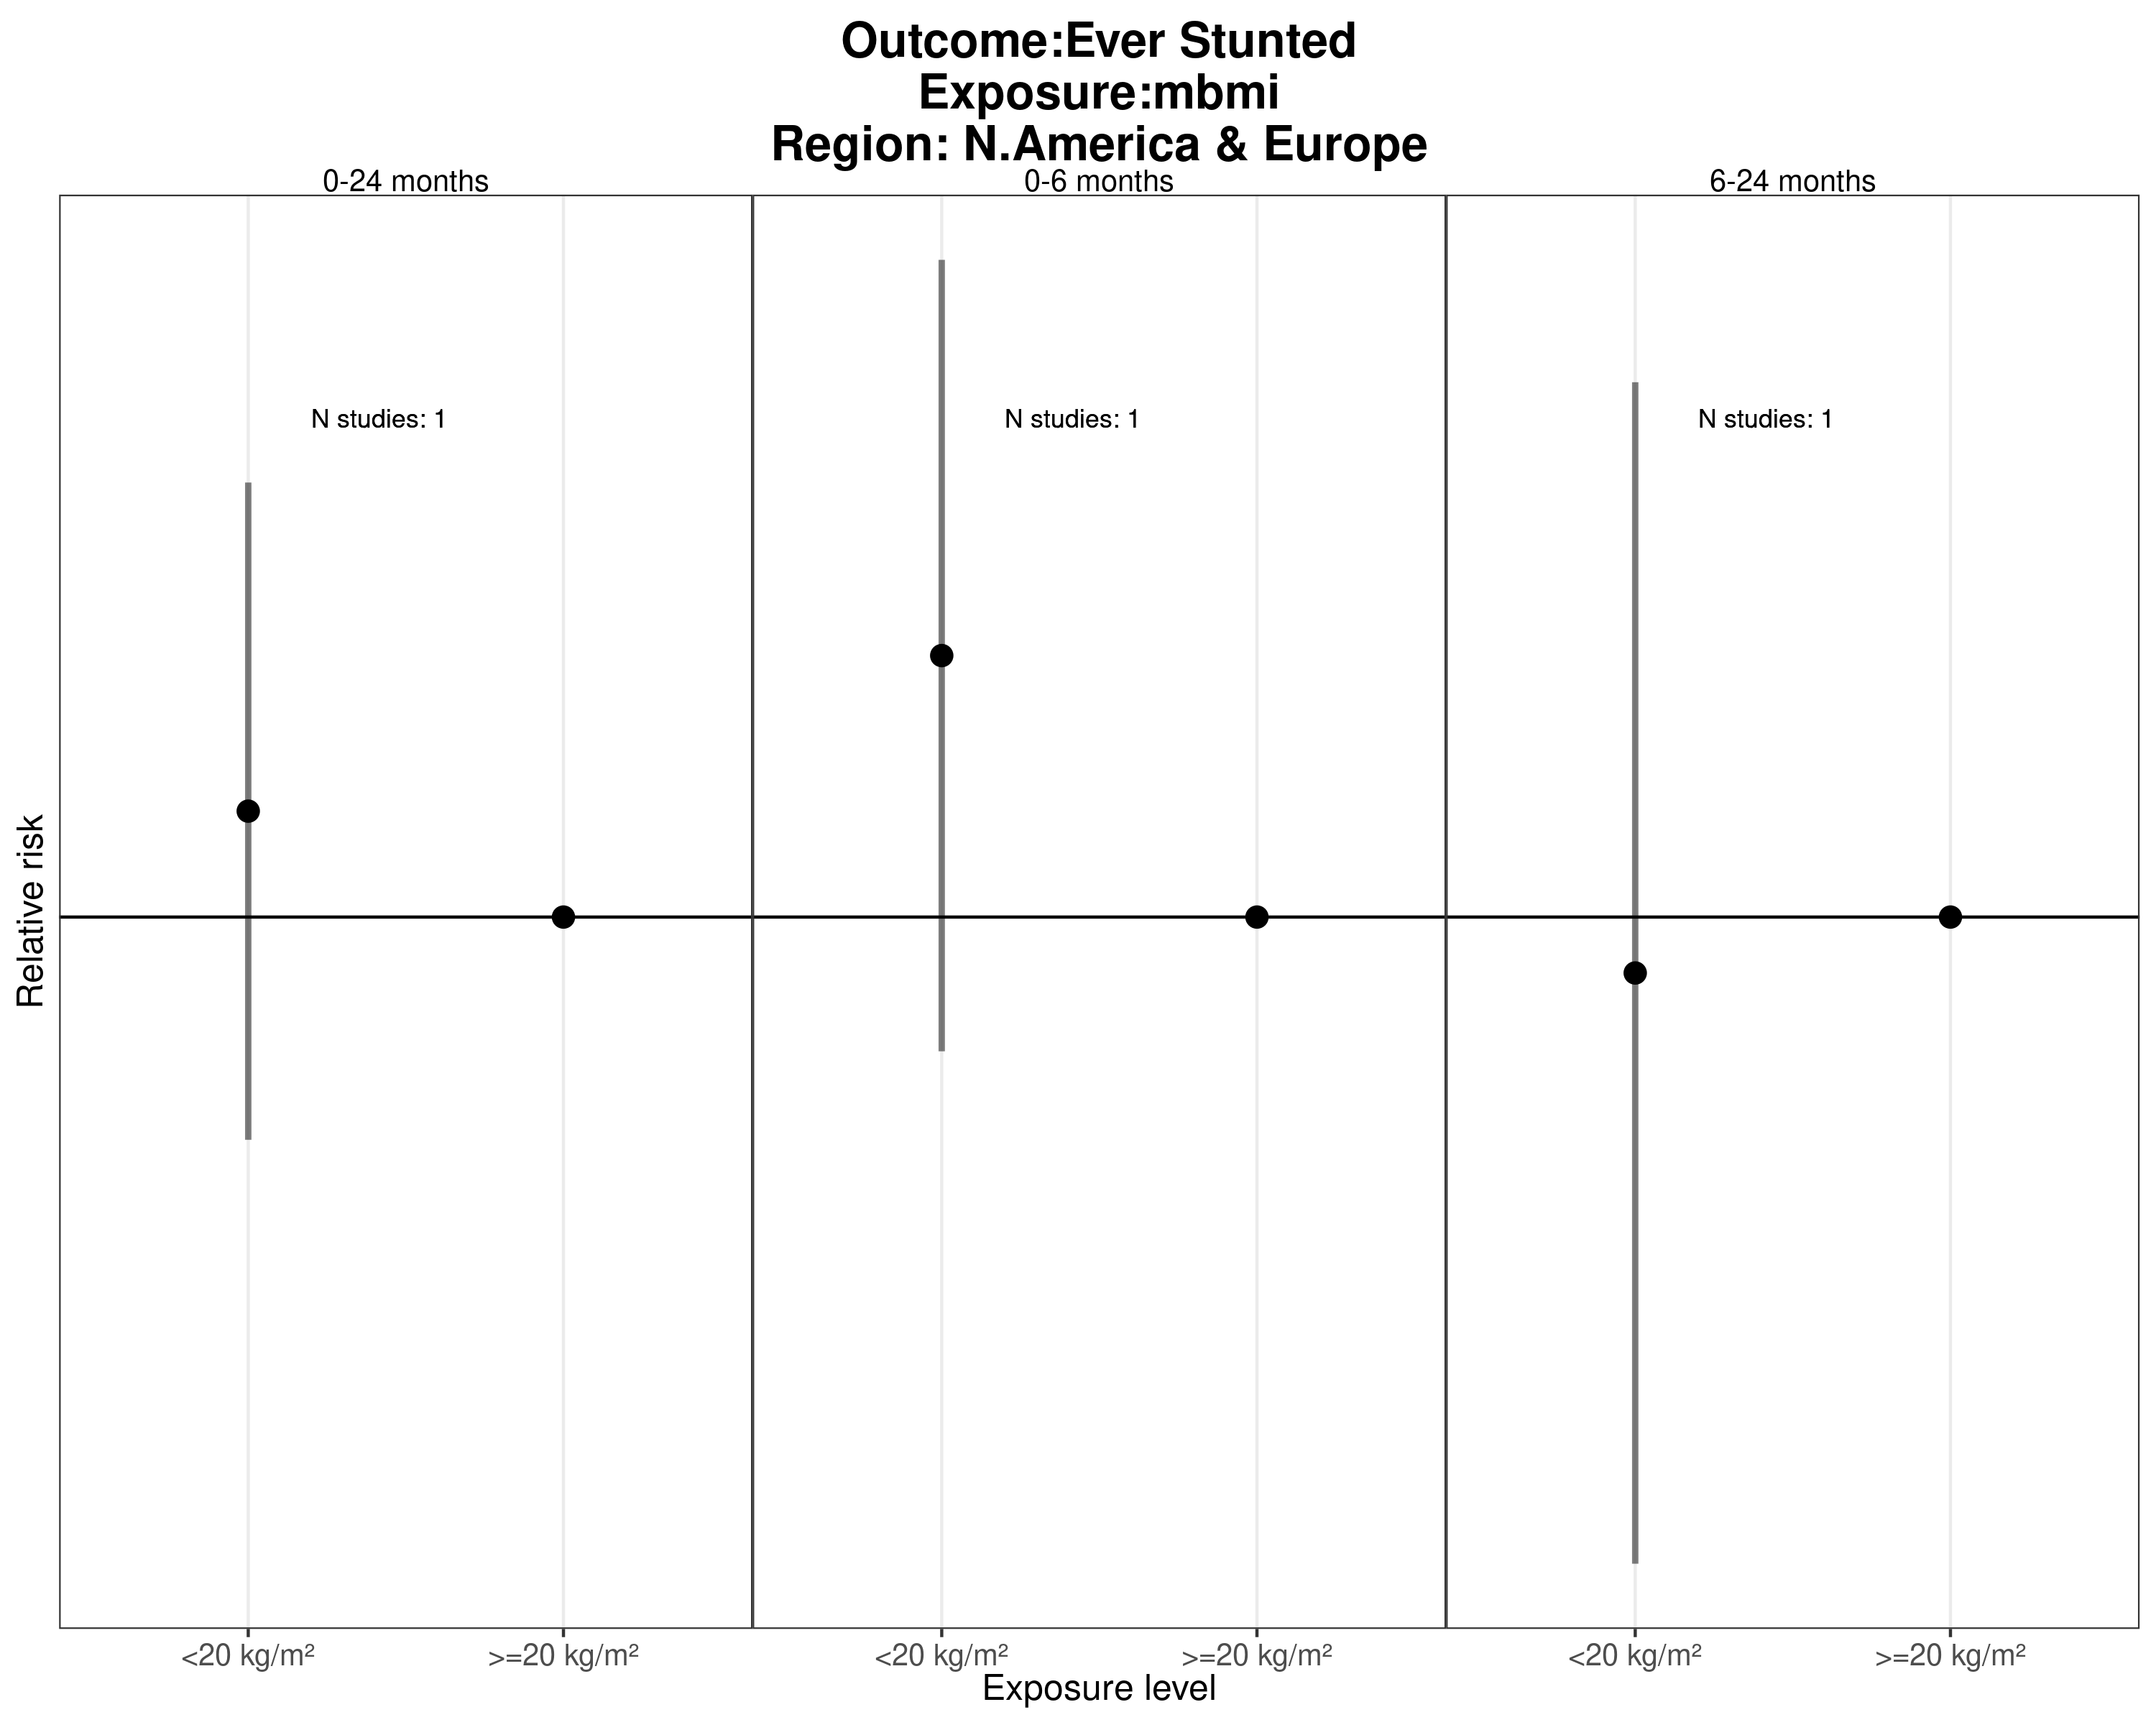 Outcome:Ever Stunted
Exposure:mbmi
Region: N.America & Europe
0-24 months
0-6 months
6-24 months
N studies: 1
N studies: 1
N studies: 1
Relative risk
<20 kg/m²
>=20 kg/m²
<20 kg/m²
>=20 kg/m²
<20 kg/m²
>=20 kg/m²
Exposure level